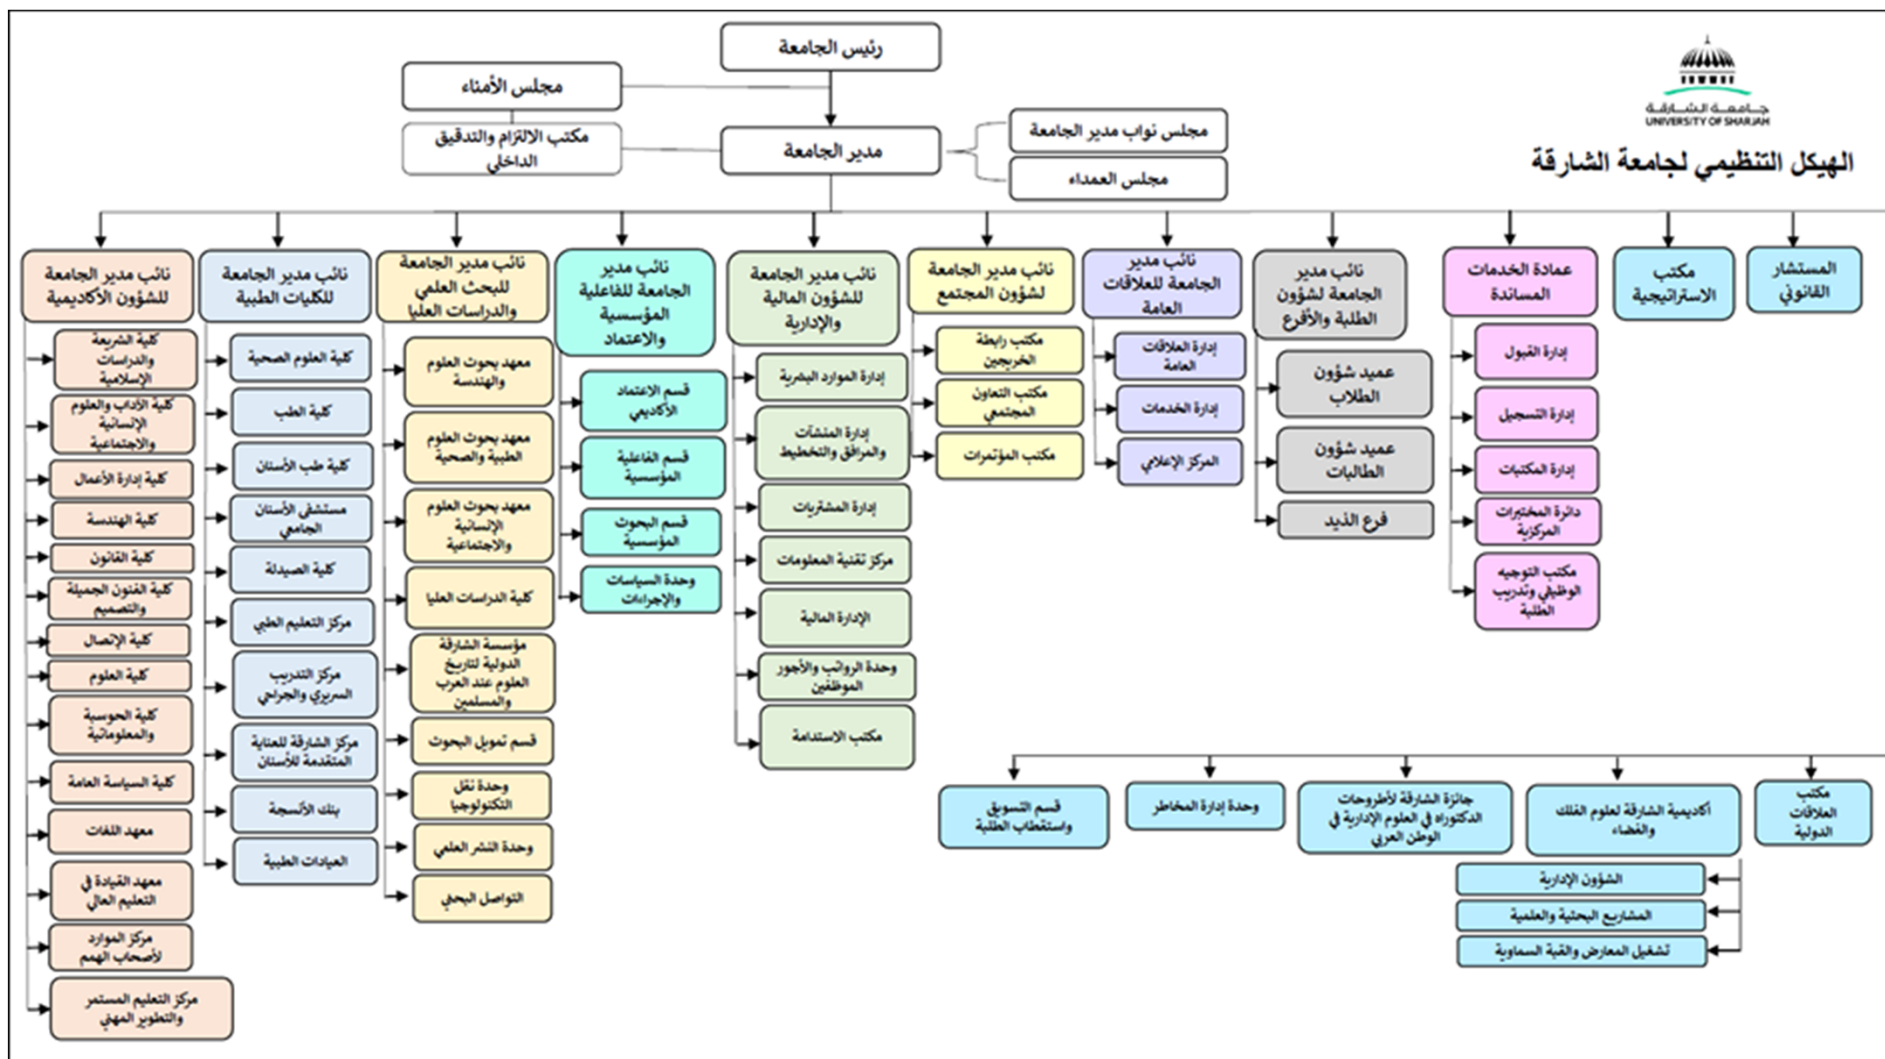 رئيس الجامعة
مجلس الأمناء
مكتب الالتزام والتدقيق
الداخلي
مدير الجامعة
مجلس نواب مدير الجامعة
مجلس العمداء
جامعة الشارقة
UNIVERSITY OF SHARJAH
الهيكل التنظيمي لجامعة الشارقة
المستشار
القانوني
مكتب
الاستراتيجية
عمادة الخدمات
المساندة
إدارة القبول
إدارة التسجيل
إدارة المكتبات
دائرة المختبرات
المركزية
مكتب التوجيه
الوظيفي وتدريب
الطلبة
نائب مدير
الجامعة لشؤون
الطلبة والأفرع
عميد شؤون
الطلاب
عميد شؤون
الطالبات
فرع الذيد
نائب مدير
الجامعة للعلاقات
العامة
إدارة العلاقات
العامة
إدارة الخدمات
المركز الإعلامي
نائب مدير الجامعة
لشؤون المجتمع
مكتب رابطة
الخريجين
مكتب التعاون
المجتمعي
مكتب المؤتمرات
نائب مدير الجامعة
للشؤون المالية
والإدارية
إدارة الموارد البشرية
إدارة المنشآت
والمرافق والتخطيط
إدارة المشتريات
مركز تقنية المعلومات
الإدارة المالية
وحدة الرواتب والأجور
الموظفين
مكتب الاستدامة
نائب مدير
الجامعة للفاعلية
المؤسسية
والاعتماد
قسم الاعتماد
الأكاديمي
قسم الفاعلية
المؤسسية
قسم البحوث
المؤسسية
وحدة السياسات
والإجراءات
نائب مدير الجامعة
للبحث العلمي
والدراسات العليا
معهد بحوث العلوم
والهندسة
معهد بحوث العلوم
الطبية والصحية
معهد بحوث العلوم
الإنسانية
والاجتماعية
كلية الدراسات العليا
مؤسسة الشارقة
الدولية لتاريخ
العلوم عند العرب
والمسلمين
قسم تمويل البحوث
وحدة نقل
التكنولوجيا
وحدة النشر العلمي
التواصل البحثي
نائب مدير الجامعة
للكليات الطبية
كلية العلوم الصحية
كلية الطب
كلية طب الأسنان
مستشفى الأسنان
الجامعي
كلية الصيدلة
مركز التعليم الطبي
مركز التدريب
السريري والجراحي
مركز الشارقة للعناية
المتقدمة للأسنان
بنك الأنسجة
العيادات الطبية
نائب مدير الجامعة
للشؤون الأكاديمية
كلية الشريعة
والدراسات
الإسلامية
كلية الآداب والعلوم
الإنسانية
والاجتماعية
كلية إدارة الأعمال
كلية الهندسة
كلية القانون
كلية الفنون الجميلة
والتصميم
كلية الإتصال
كلية العلوم
كلية الحوسبة
والمعلوماتية
كلية السياسة العامة
معهد اللغات
معهد القيادة في
التعليم العالي
مركز الموارد
لأصحاب الهمم
مركز التعليم المستمر
والتطوير المهني
مكتب
العلاقات
الدولية
أكاديمية الشارقة لعلوم الفلك
والفضاء
الشؤون الإدارية
المشاريع البحثية والعلمية
تشغيل المعارض والقبة السماوية
جائزة الشارقة لأطروحات
الدكتوراه في العلوم الإدارية في
الوطن العربي
وحدة إدارة المخاطر
قسم التسويق
واستقطاب الطلبة